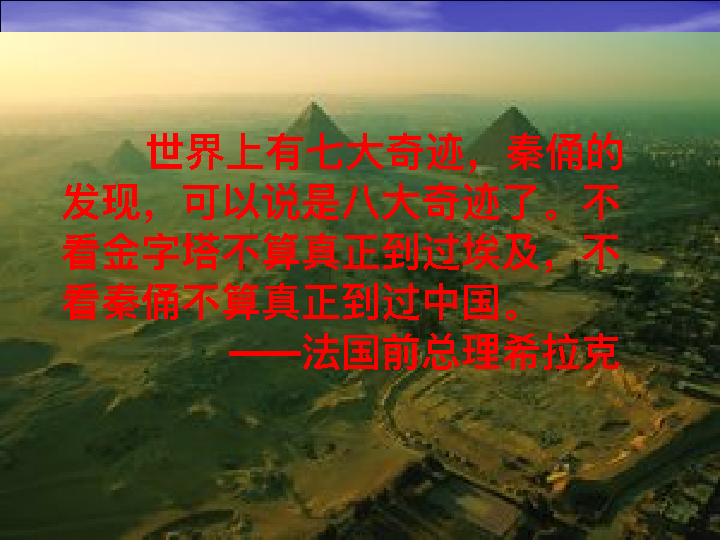 世界上有七大奇迹，秦俑的
发现，可以说是八大奇迹了。不
看金字塔不算真正到过埃及，不
看秦俑不算真正到过中国。
——法国前总理希拉克